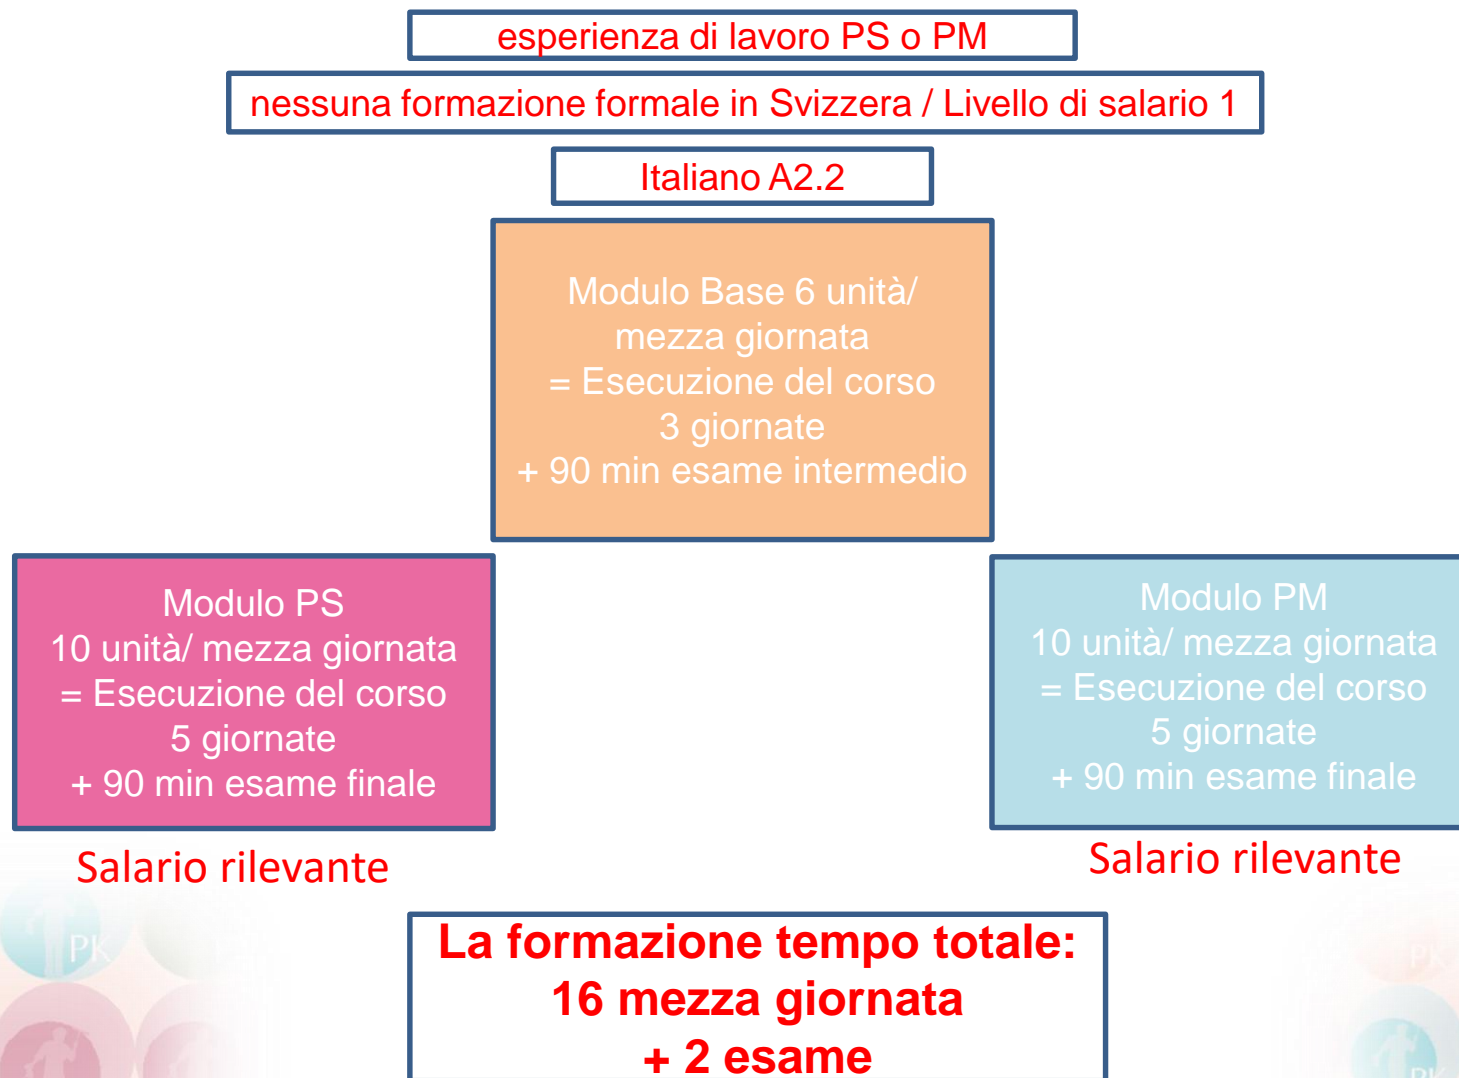 esperienza di lavoro PS o PM
nessuna formazione formale in Svizzera / Livello di salario 1
Italiano A2.2
Modulo Base 6 unità/
mezza giornata
= Esecuzione del corso
3 giornate
+ 90 min esame intermedio
Modulo PS
10 unità/ mezza giornata
= Esecuzione del corso
5 giornate
+ 90 min esame finale
Modulo PM
10 unità/ mezza giornata
= Esecuzione del corso
5 giornate
+ 90 min esame finale
Salario rilevante
Salario rilevante
La formazione tempo totale:
16 mezza giornata
+ 2 esame
PK
PK
PK